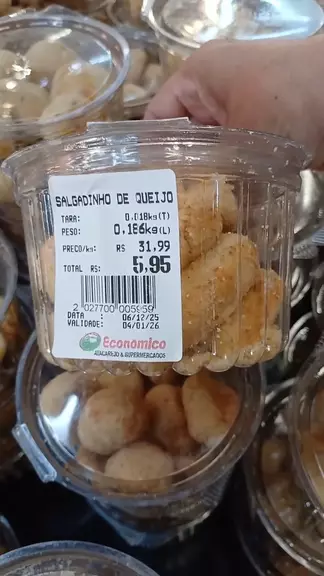 SALGADINHO DE QUEIJO
TARA: 0.018kg(T)
PESO: 0.186kg(L)
PRECO/kg: R$ 31,99
TOTAL R$: 5,95
2 027700 005959
DATA : 06/12/25
VALIDADE: 04/01/26
Econômico
ATACAREJO & SUPERMERCADOS